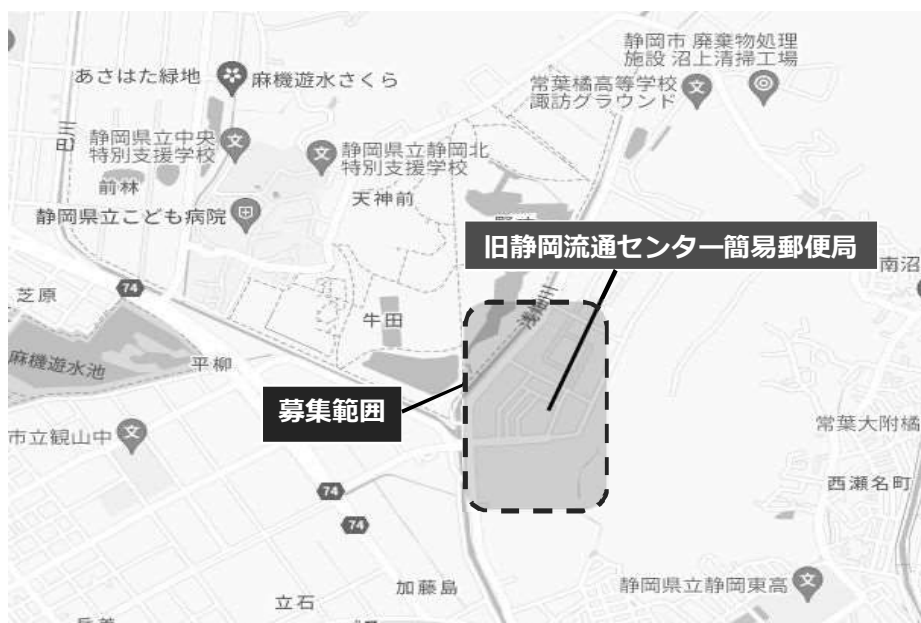 静岡市 廃棄物処理
施設 沼上清掃工場
あさはた緑地
麻機遊水さくら
常葉橘高等学校
諏訪グラウンド
静岡県立中央
特別支援学校
静岡県立静岡北
特別支援学校
前林
天神前
静岡県立こども病院
旧静岡流通センター簡易郵便局
南沼
74
芝原
浅畑川
牛田
麻機遊水池
平柳
募集範囲
市立観山中
常葉大附橘
74
西瀬名町
74
加藤島
静岡県立静岡東高
立石